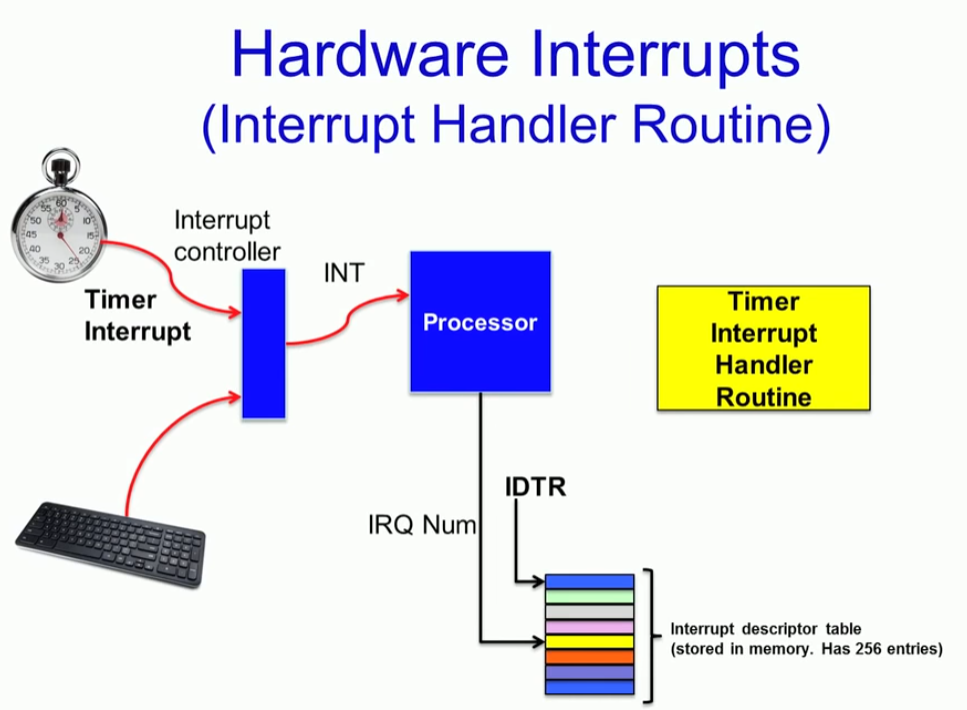 Hardware Interrupts
(Interrupt Handler Routine)
Interrupt
controller
INT
Timer
Interrupt
Processor
Timer
Interrupt
Handler
Routine
IDTR
IRQ Num
Interrupt descriptor table
(stored in memory. Has 256 entries)
60
5
10
15
20
25
30
35
40
45
50
55